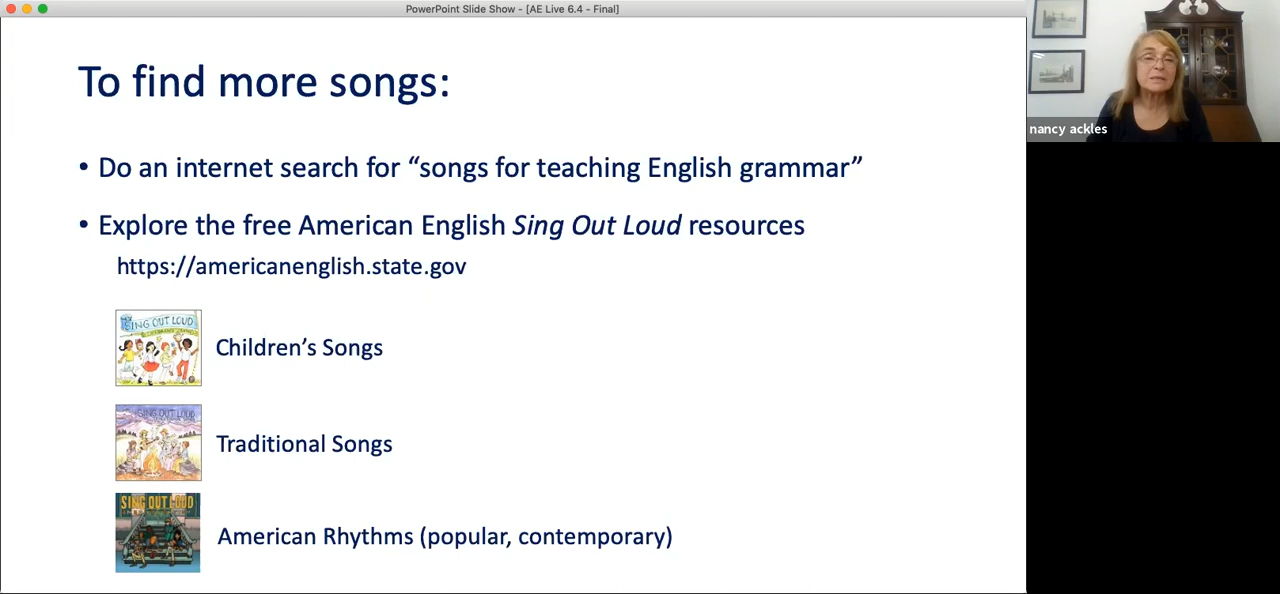 PowerPoint Slide Show - [AE Live 6.4 - Final]
To find more songs:
• Do an internet search for “songs for teaching English grammar”
• Explore the free American English Sing Out Loud resources
https://americanenglish.state.gov
SING OUT LOUD
Children’s Songs
SING OUT LOUD
Traditional Songs
SING OUT LOUD
American Rhythms (popular, contemporary)
nancy ackles